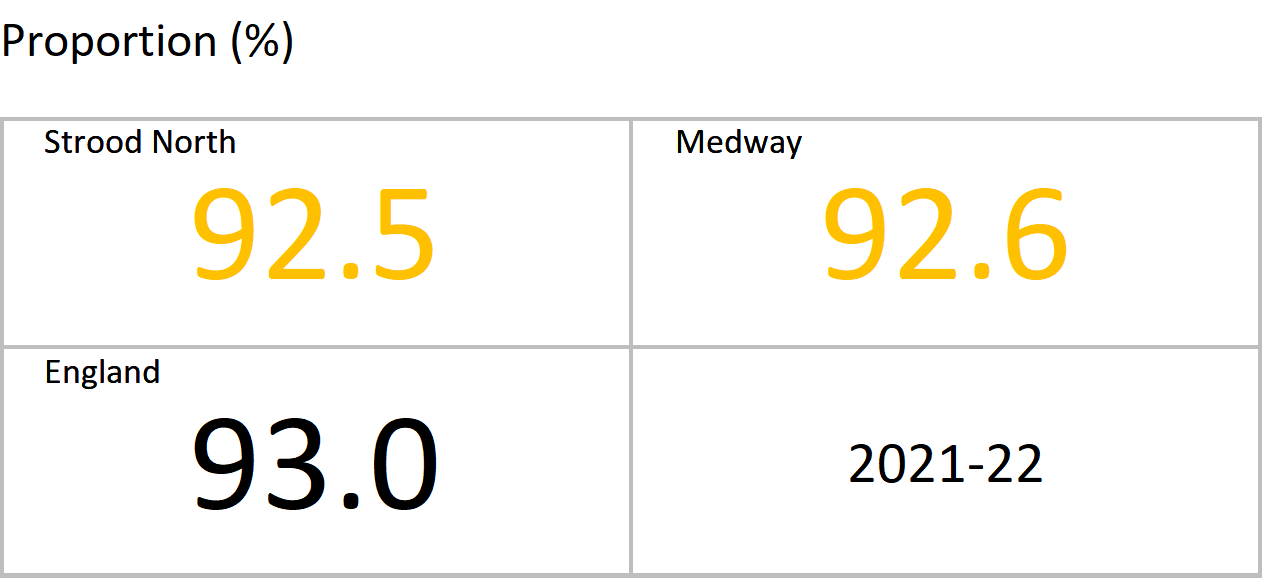 Proportion (%)
Strood North
92.5
Medway
92.6
England
93.0
2021-22